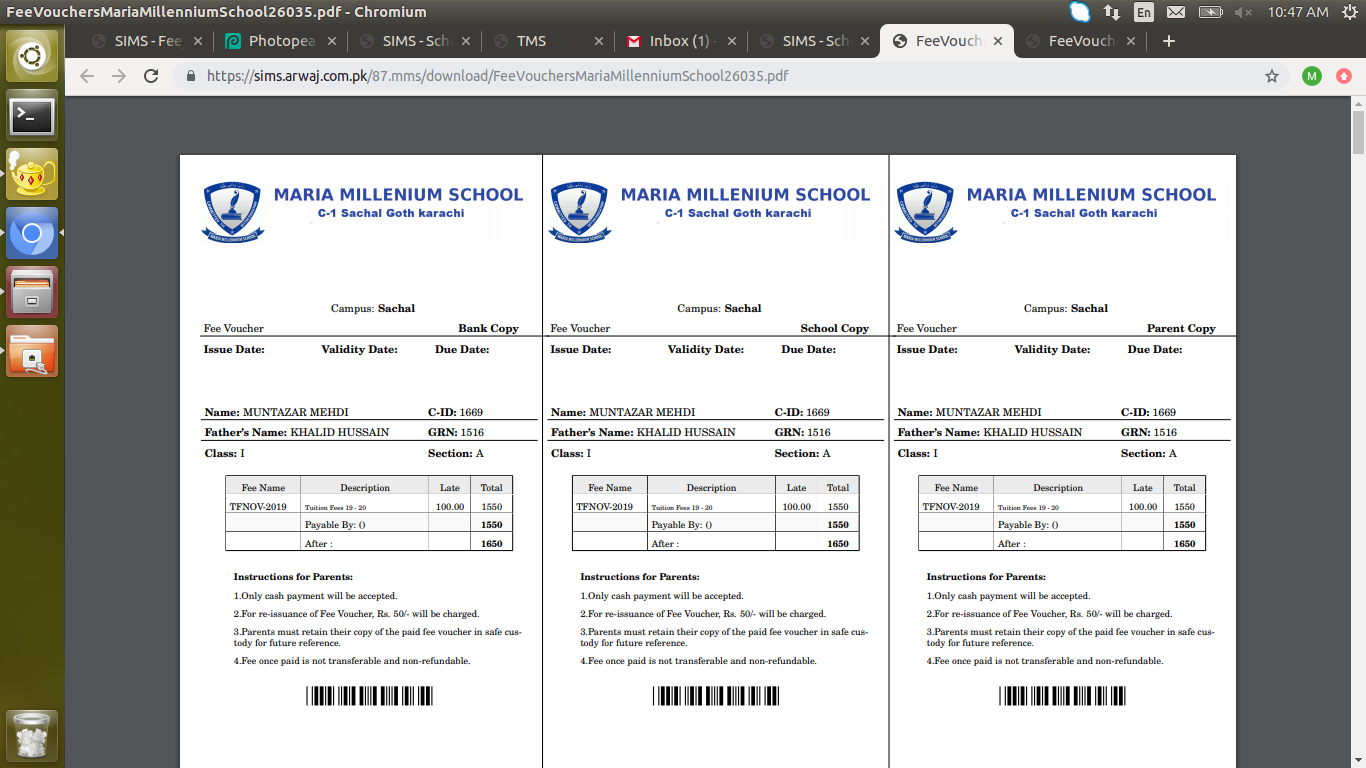 FeeVouchersMariaMillenniumSchool26035.pdf - Chromium
En
10:47 AM
SIMS - Fee
Photopea
SIMS - Sch
TMS
Inbox (1) -
SIMS - Sch
FeeVouch
FeeVouch
https://sims.arwaj.com.pk/87.mms/download/FeeVouchersMariaMillenniumSchool26035.pdf
M
MARIA MILLENIUM SCHOOL
C-1 Sachal Goth karachi
Campus: Sachal
Fee Voucher Bank Copy
Issue Date: Validity Date: Due Date:
Name: MUNTAZAR MEHDI C-ID: 1669
Father's Name: KHALID HUSSAIN GRN: 1516
Class: I Section: A
Fee Name Description Late Total
TFNOV-2019 Tuition Fees 19 - 20 100.00 1550
Payable By: () 1550
After : 1650
Instructions for Parents:
1.Only cash payment will be accepted.
2.For re-issuance of Fee Voucher, Rs. 50/- will be charged.
3.Parents must retain their copy of the paid fee voucher in safe cus-
tody for future reference.
4.Fee once paid is not transferable and non-refundable.
MARIA MILLENIUM SCHOOL
C-1 Sachal Goth karachi
Campus: Sachal
Fee Voucher School Copy
Issue Date: Validity Date: Due Date:
Name: MUNTAZAR MEHDI C-ID: 1669
Father's Name: KHALID HUSSAIN GRN: 1516
Class: I Section: A
Fee Name Description Late Total
TFNOV-2019 Tuition Fees 19 - 20 100.00 1550
Payable By: () 1550
After : 1650
Instructions for Parents:
1.Only cash payment will be accepted.
2.For re-issuance of Fee Voucher, Rs. 50/- will be charged.
3.Parents must retain their copy of the paid fee voucher in safe cus-
tody for future reference.
4.Fee once paid is not transferable and non-refundable.
MARIA MILLENIUM SCHOOL
C-1 Sachal Goth karachi
Campus: Sachal
Fee Voucher Parent Copy
Issue Date: Validity Date: Due Date:
Name: MUNTAZAR MEHDI C-ID: 1669
Father's Name: KHALID HUSSAIN GRN: 1516
Class: I Section: A
Fee Name Description Late Total
TFNOV-2019 Tuition Fees 19 - 20 100.00 1550
Payable By: () 1550
After : 1650
Instructions for Parents:
1.Only cash payment will be accepted.
2.For re-issuance of Fee Voucher, Rs. 50/- will be charged.
3.Parents must retain their copy of the paid fee voucher in safe cus-
tody for future reference.
4.Fee once paid is not transferable and non-refundable.